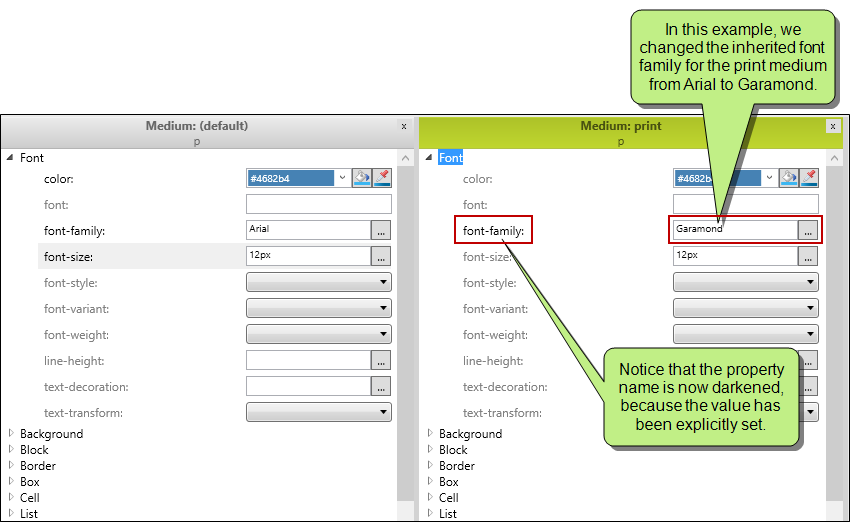 In this example, we
changed the inherited font
family for the print medium
from Arial to Garamond.
Medium: (default)
p
x
Font
color:
#4682b4
font:
font-family:
Arial
...
font-size:
12px
...
font-style:
font-variant:
font-weight:
line-height:
...
text-decoration:
...
text-transform:
Background
Block
Border
Box
Cell
List
Medium: print
p
x
Font
color:
#4682b
font:
font-family:
Garamond
...
font-size:
12px
...
font-style:
font-variant:
font-weight:
line-height:
...
text-decoration:
...
text-transform:
Background
Block
Border
Box
Cell
List
Notice that the property
name is now darkened,
because the value has
been explicitly set.